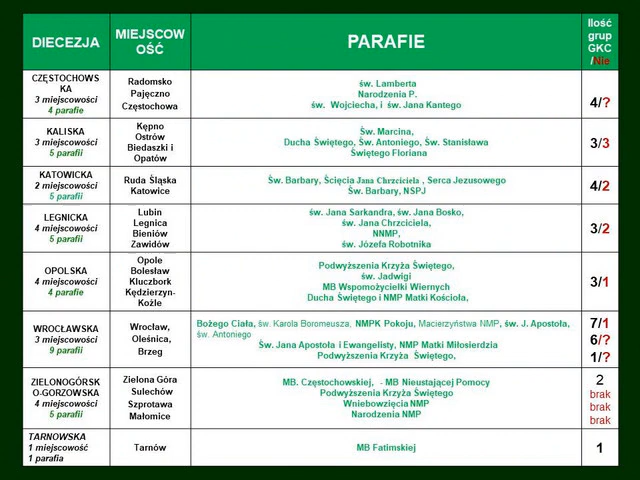 DIECEZJA
MIEJSCOW
OŚĆ
PARAFIE
Ilość
grup
GKC
/Nie
CZĘSTOCHOWS
KA
3 miejscowości
4 parafie
Radomsko
Pajęczno
Częstochowa
św. Lamberta
Narodzenia P.
św. Wojciecha, i św. Jana Kantego
4/?
KALISKA
3 miejscowości
5 parafii
Kępno
Ostrów
Biedaszki i
Opatów
Św. Marcina,
Ducha Świętego, Św. Antoniego, Św. Stanisława
Świętego Floriana
3/3
KATOWICKA
2 miejscowości
5 parafii
Ruda Śląska
Katowice
Św. Barbary, Ścięcia Jana Chrzciciela , Serca Jezusowego
Św. Barbary, NSPJ
4/2
LEGNICKA
4 miejscowości
5 parafii
Lubin
Legnica
Bieniów
Zawidów
św. Jana Sarkandra, św. Jana Bosko,
św. Jana Chrzciciela,
NNMP,
św. Józefa Robotnika
3/2
OPOLSKA
4 miejscowości
4 parafie
Opole
Bolesław
Kluczbork
Kędzierzyn-
Koźle
Podwyższenia Krzyża Świętego,
św. Jadwigi
MB Wspomożycielki Wiernych
Ducha Świętego i NMP Matki Kościoła,
3/1
WROCŁAWSKA
3 miejscowości
9 parafii
Wrocław,
Oleśnica,
Brzeg
Bożego Ciała, św. Karola Boromeusza, NMPK Pokoju, Macierzyństwa NMP, św. J. Apostoła,
św. Antoniego
Św. Jana Apostoła i Ewangelisty, NMP Matki Miłosierdzia
Podwyższenia Krzyża Świętego,
7/1
6/?
1/?
ZIELONOGÓRSK
O-GORZOWSKA
4 miejscowości
5 parafii
Zielona Góra
Sulechów
Szprotawa
Małomice
MB. Częstochowskiej, - MB Nieustającej Pomocy
Podwyższenia Krzyża Świętego
Wniebowzięcia NMP
Narodzenia NMP
2
brak
brak
brak
TARNOWSKA
1 miejscowość
1 parafia
Tarnów
MB Fatimskiej
1